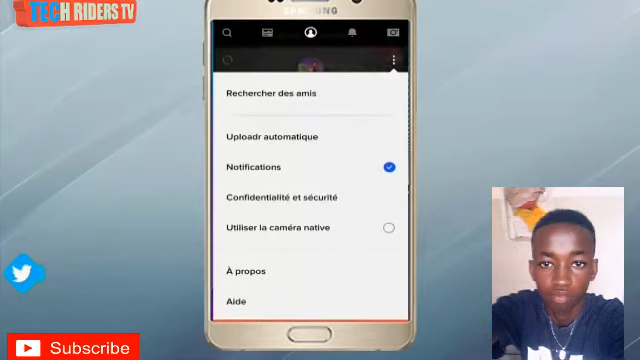 TECH RIDERS TV
SAMSUNG
Rechercher des amis
Uploadr automatique
Notifications
Confidentialité et sécurité
Utiliser la caméra native
À propos
Aide
Subscribe